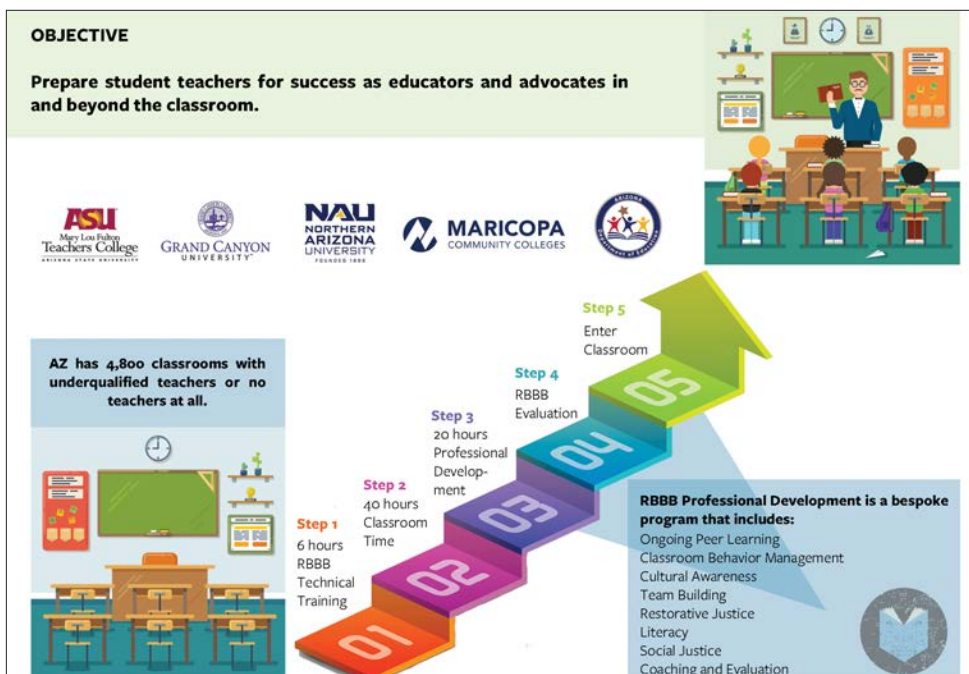 OBJECTIVE
Prepare student teachers for success as educators and advocates in
and beyond the classroom.
ASU
Mary Lou Fulton
Teachers College
ARIZONA STATE UNIVERSITY
GRAND CANYON
UNIVERSITY™
NAU
NORTHERN
ARIZONA
UNIVERSITY
FOUNDED 1899
MARICOPA
COMMUNITY COLLEGES
ARIZONA
Department of Education
AZ has 4,800 classrooms with
underqualified teachers or no
teachers at all.
Step 1
6 hours
RBBB
Technical
Training
Step 2
40 hours
Classroom
Time
Step 3
20 hours
Professional
Develop-
ment
Step 4
RBBB
Evaluation
Step 5
Enter
Classroom
01
02
03
04
05
RBBB Professional Development is a bespoke
program that includes:
Ongoing Peer Learning
Classroom Behavior Management
Cultural Awareness
Team Building
Restorative Justice
Literacy
Social Justice
Coaching and Evaluation